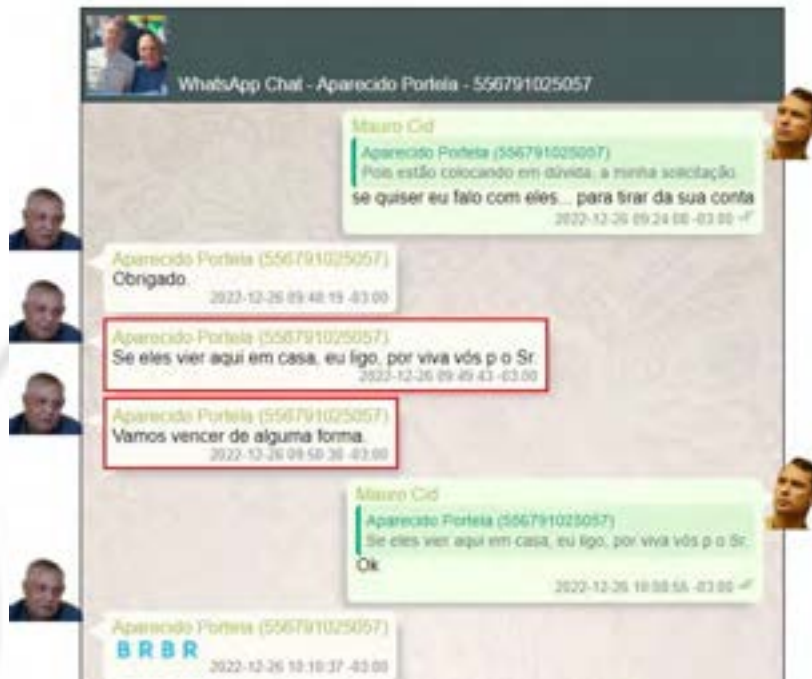 WhatsApp Chat - Aparecido Portela - 556791025057
Mauro Cid
Aparecido Portela (556791025057)
Pois estão colocando em dúvida, a minha solicitação.
se quiser eu falo com eles... para tirar da sua conta
2022-12-26 09:24:08 -03:00
Aparecido Portela (556791025057)
Obrigado.
2022-12-26 09:48:19 -03:00
Aparecido Portela (556791025057)
Se eles vier aqui em casa, eu ligo, por viva vós p o Sr.
2022-12-26 09:49:43 -03:00
Aparecido Portela (556791025057)
Vamos vencer de alguma forma.
2022-12-26 09:50:30 -03:00
Mauro Cid
Aparecido Portela (556791025057)
Se eles vier aqui em casa, eu ligo, por viva vós p o Sr.
Ok
2022-12-26 -03:00
Aparecido Portela (556791025057)
B R B R
2022-12-26 10:10:37 -03:00